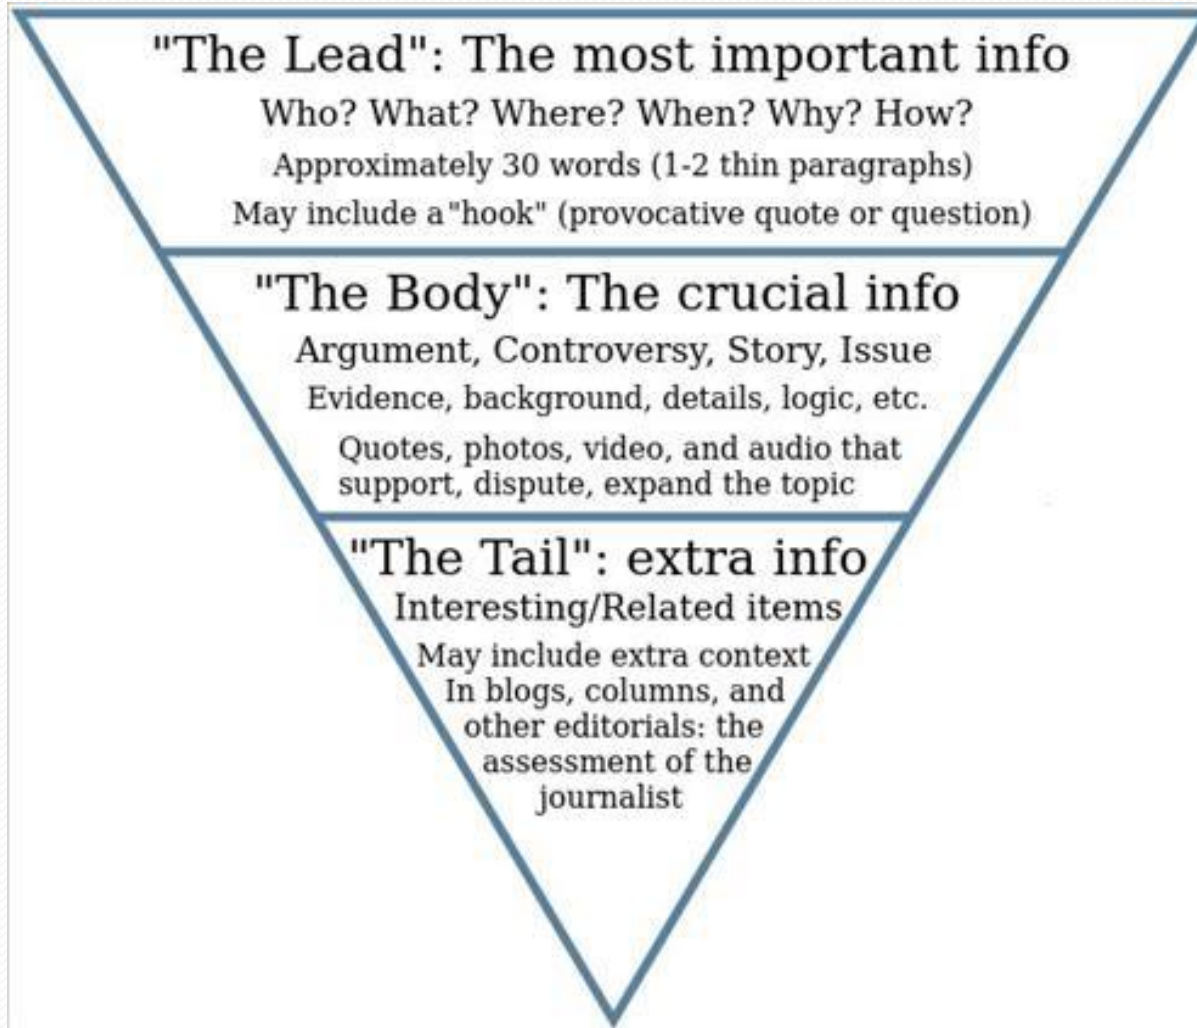 "The Lead": The most important info
Who? What? Where? When? Why? How?
Approximately 30 words (1-2 thin paragraphs)
May include a "hook" (provocative quote or question)
"The Body": The crucial info
Argument, Controversy, Story, Issue
Evidence, background, details, logic, etc.
Quotes, photos, video, and audio that
support, dispute, expand the topic
"The Tail": extra info
Interesting/Related items
May include extra context
In blogs, columns, and
other editorials: the
assessment of the
journalist